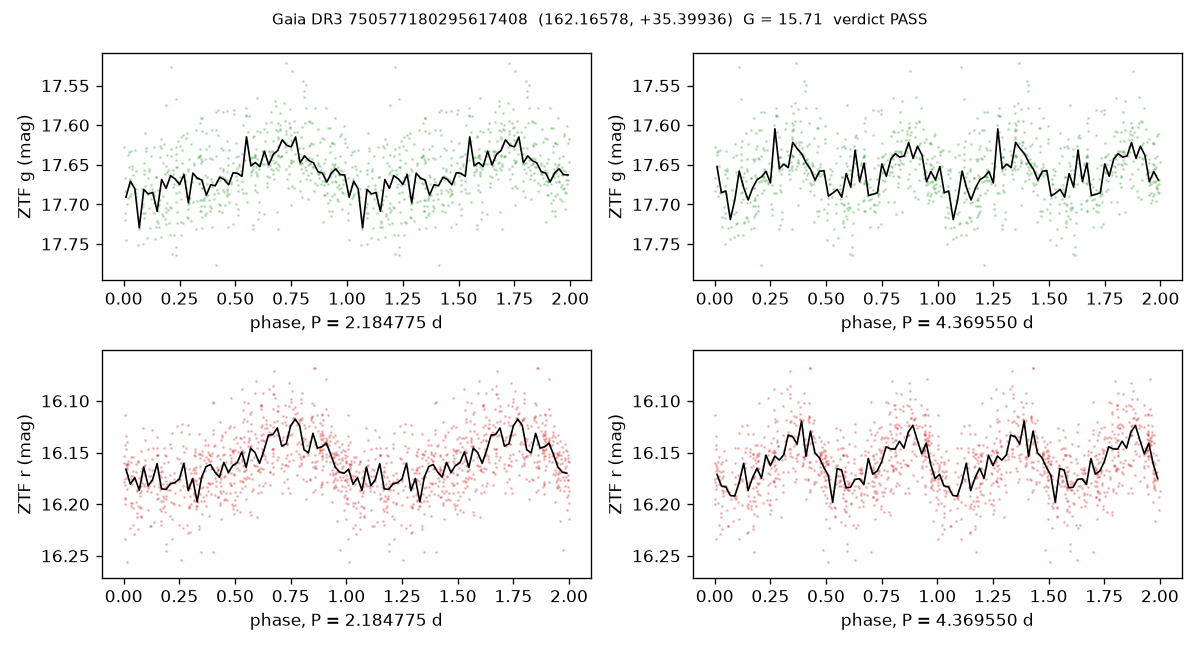 Gaia DR3 750577180295617408 (162.16578, +35.39936) G = 15.71 verdict PASS
ZTF g (mag)
17.55
17.60
17.65
17.70
17.75
0.00 0.25 0.50 0.75 1.00 1.25 1.50 1.75 2.00
phase, P = 2.184775 d
ZTF g (mag)
17.55
17.60
17.65
17.70
17.75
0.00 0.25 0.50 0.75 1.00 1.25 1.50 1.75 2.00
phase, P = 4.369550 d
ZTF r (mag)
16.10
16.15
16.20
16.25
0.00 0.25 0.50 0.75 1.00 1.25 1.50 1.75 2.00
phase, P = 2.184775 d
ZTF r (mag)
16.10
16.15
16.20
16.25
0.00 0.25 0.50 0.75 1.00 1.25 1.50 1.75 2.00
phase, P = 4.369550 d